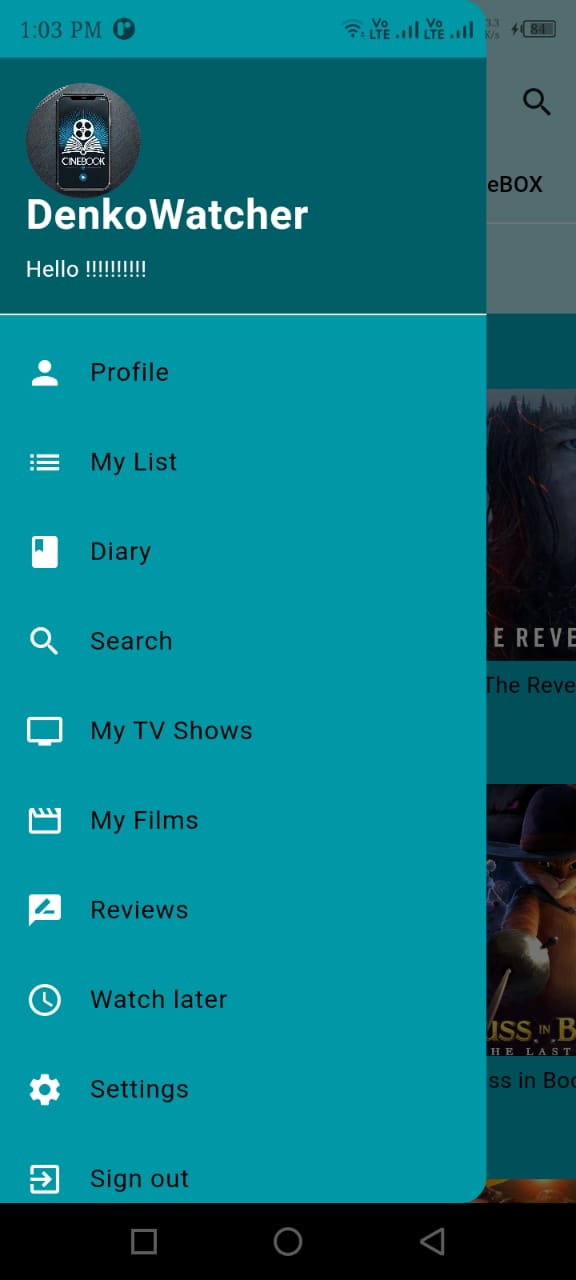 1:03 PM
Vo LTE Vo LTE 3.3 K/s 84
CINEBOOK
DenkoWatcher
Hello !!!!!!!!!!
eBOX
Profile
My List
Diary
Search
My TV Shows
My Films
Reviews
Watch later
Settings
Sign out
E REVE
The Reve
uss IN B
HE LAST
ss in Boo